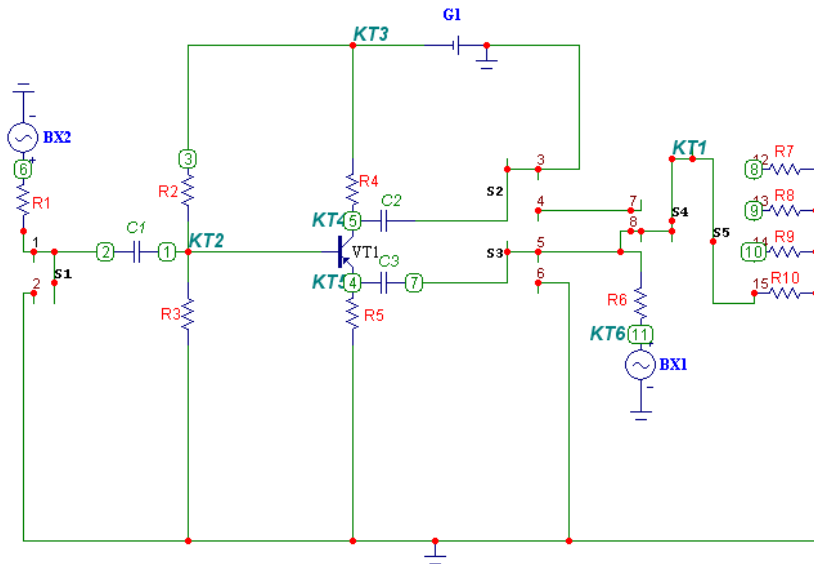 G1
KT3
BX2
3
6
R2
R4
C2
S2
3
KT1
8
12
R7
R1
4
7
9
13
R8
C1
KT4
5
S4
1
2
1
KT2
VT1
S3
5
8
S5
10
14
R9
S1
C3
2
KT5
4
7
6
R6
15
R10
R3
R5
KT6
11
BX1